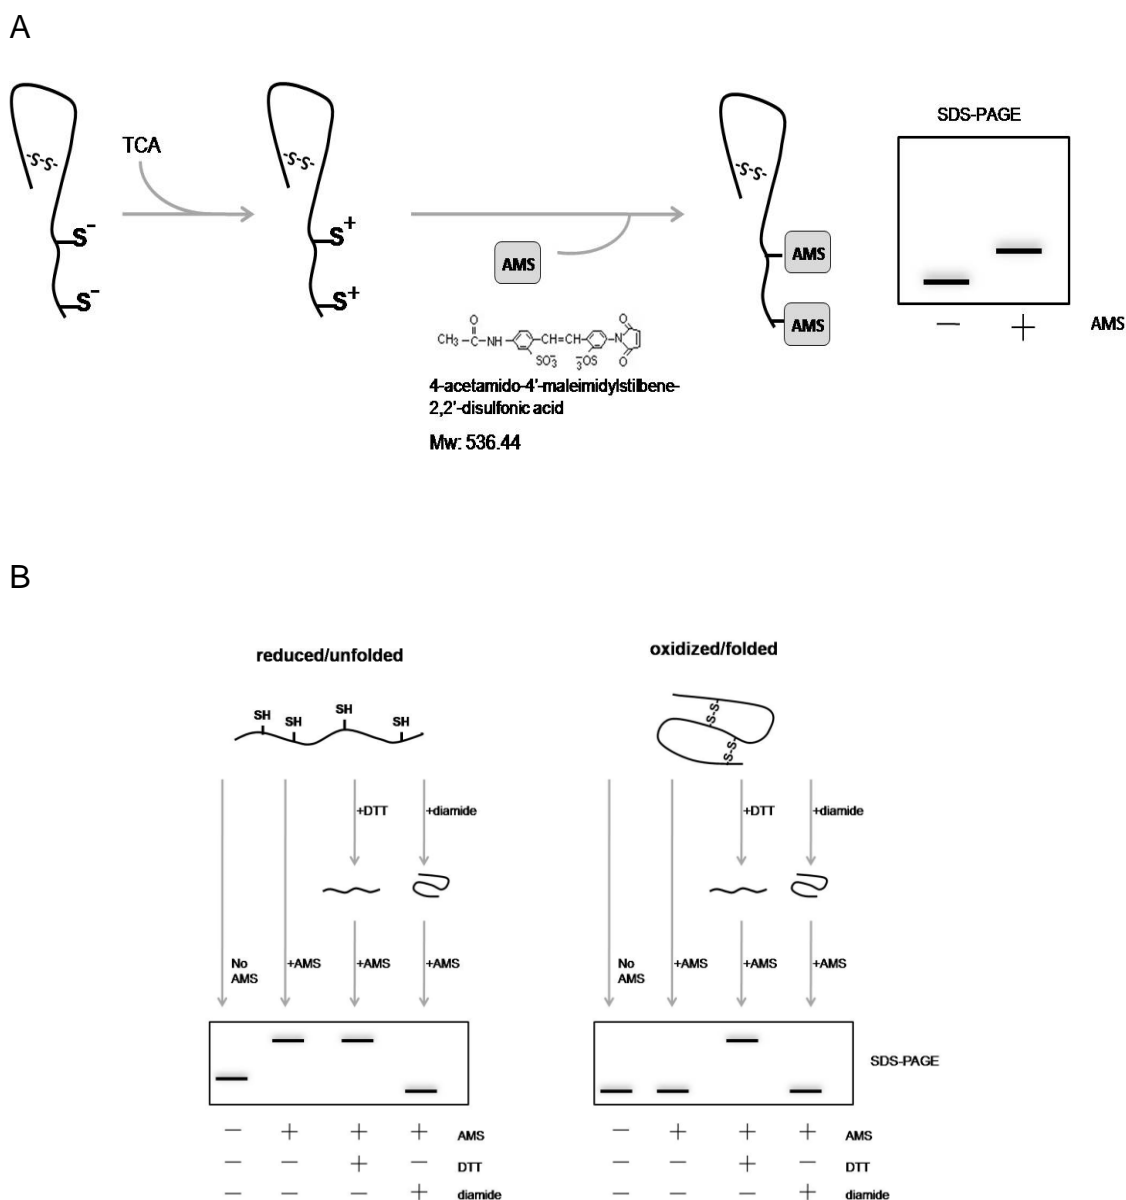 A
SDS-PAGE
TCA
-S-S-
-S-S-
-S-S-
S⁻
S⁺
AMS
S⁻
S⁺
AMS
AMS
— + AMS
O
CH₃-C-NH
CH=CH
N
O
O
SO₃⁻
⁻₃OS
4-acetamido-4'-maleimidylstilbene-
2,2'-disulfonic acid
Mw: 536.44
B
reduced/unfolded
oxidized/folded
SH SH SH SH
-S-S-
-S-S-
+DTT +diamide
+DTT +diamide
No
AMS
+AMS +AMS +AMS
No
AMS
+AMS +AMS +AMS
SDS-PAGE
— + + + AMS
— — + — DTT
— — — + diamide
— + + + AMS
— — + — DTT
— — — + diamide